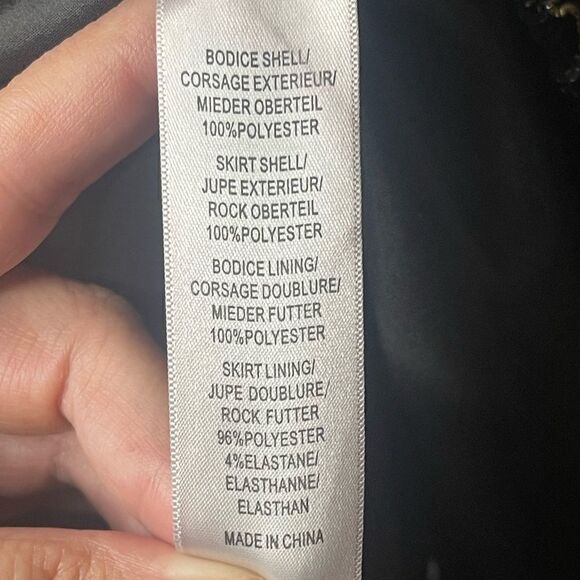 BODICE SHELL/
CORSAGE EXTERIEUR/
MIEDER OBERTEIL
100%POLYESTER
SKIRT SHELL/
JUPE EXTERIEUR/
ROCK OBERTEIL
100%POLYESTER
BODICE LINING/
CORSAGE DOUBLURE/
MIEDER FUTTER
100%POLYESTER
SKIRT LINING/
JUPE DOUBLURE/
ROCK FUTTER
96%POLYESTER
4%ELASTANE/
ELASTHANNE/
ELASTHAN
MADE IN CHINA